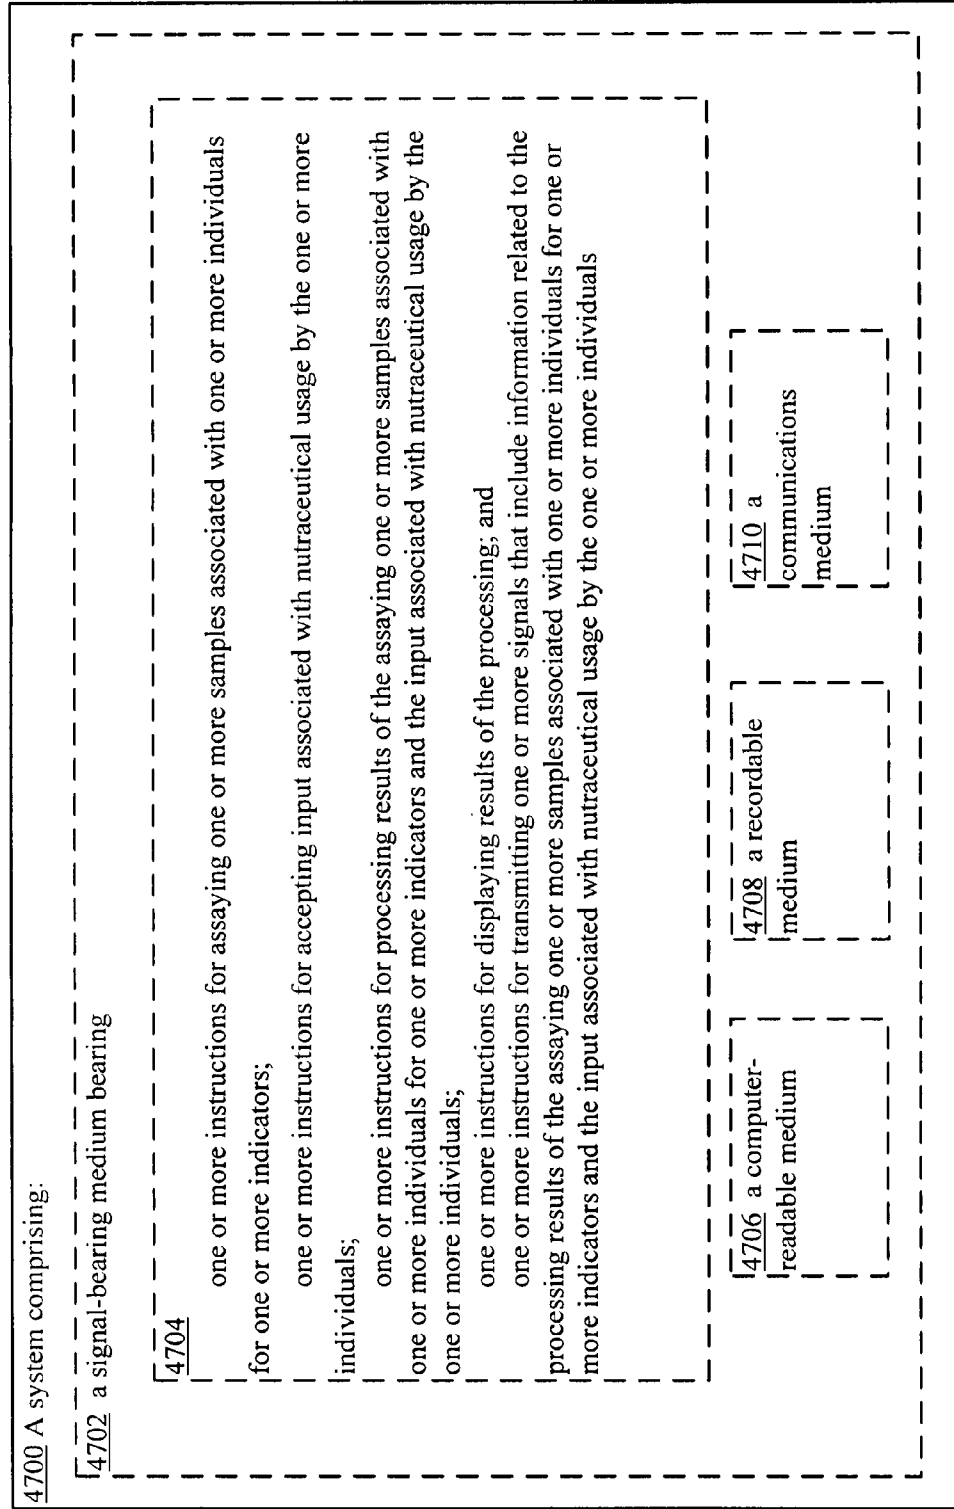 4700 A system comprising:
4702 a signal-bearing medium bearing
4704
one or more instructions for assaying one or more samples associated with one or more individuals
for one or more indicators;
one or more instructions for accepting input associated with nutraceutical usage by the one or more
individuals;
one or more instructions for processing results of the assaying one or more samples associated with
one or more individuals for one or more indicators and the input associated with nutraceutical usage by the
one or more individuals;
one or more instructions for displaying results of the processing; and
one or more instructions for transmitting one or more signals that include information related to the
processing results of the assaying one or more samples associated with one or more individuals for one or
more indicators and the input associated with nutraceutical usage by the one or more individuals
4706 a computer-
readable medium
4708 a recordable
medium
4710 a
communications
medium